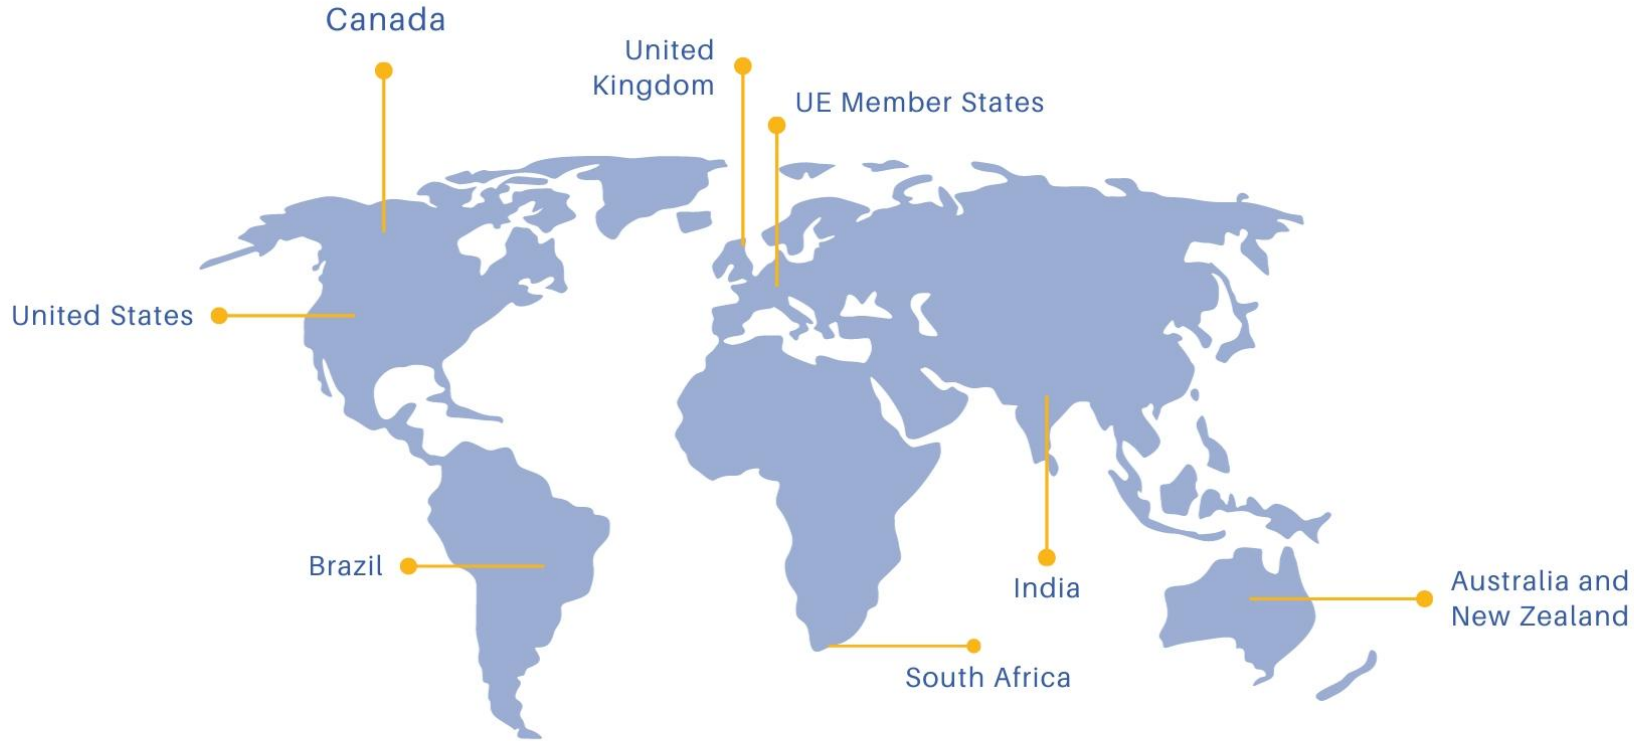 Canada
United
Kingdom
UE Member States
United States
Brazil
India
Australia and
New Zealand
South Africa